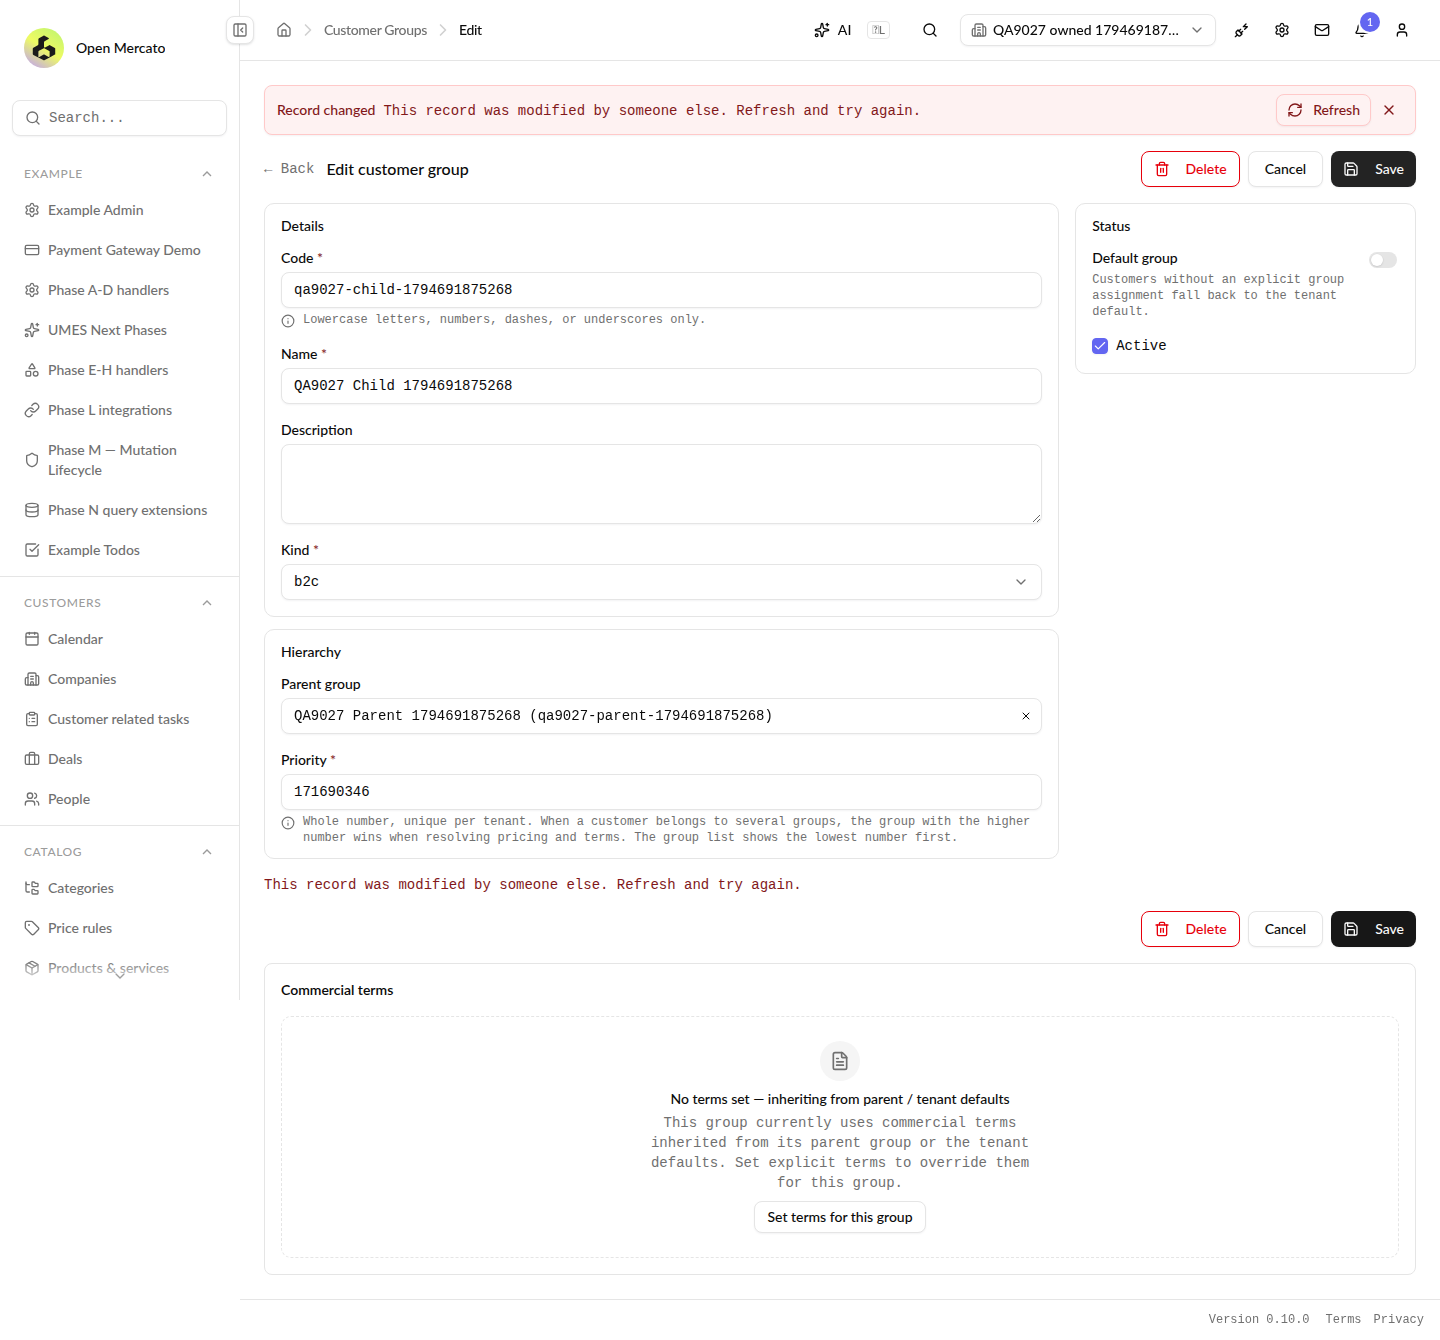 Open Mercato
Search...
EXAMPLE
Example Admin
Payment Gateway Demo
Phase A-D handlers
UMES Next Phases
Phase E-H handlers
Phase L integrations
Phase M — Mutation
Lifecycle
Phase N query extensions
Example Todos
CUSTOMERS
Calendar
Companies
Customer related tasks
Deals
People
CATALOG
Categories
Price rules
Products & services
Customer Groups
Edit
AI
L
QA9027 owned 179469187...
1
Record changed This record was modified by someone else. Refresh and try again.
Refresh
← Back Edit customer group
Delete
Cancel
Save
Details
Code *
qa9027-child-1794691875268
Lowercase letters, numbers, dashes, or underscores only.
Name *
QA9027 Child 1794691875268
Description
Kind *
b2c
Status
Default group
Customers without an explicit group
assignment fall back to the tenant
default.
Active
Hierarchy
Parent group
QA9027 Parent 1794691875268 (qa9027-parent-1794691875268)
Priority *
171690346
Whole number, unique per tenant. When a customer belongs to several groups, the group with the higher
number wins when resolving pricing and terms. The group list shows the lowest number first.
This record was modified by someone else. Refresh and try again.
Delete
Cancel
Save
Commercial terms
No terms set — inheriting from parent / tenant defaults
This group currently uses commercial terms
inherited from its parent group or the tenant
defaults. Set explicit terms to override them
for this group.
Set terms for this group
Version 0.10.0
Terms
Privacy